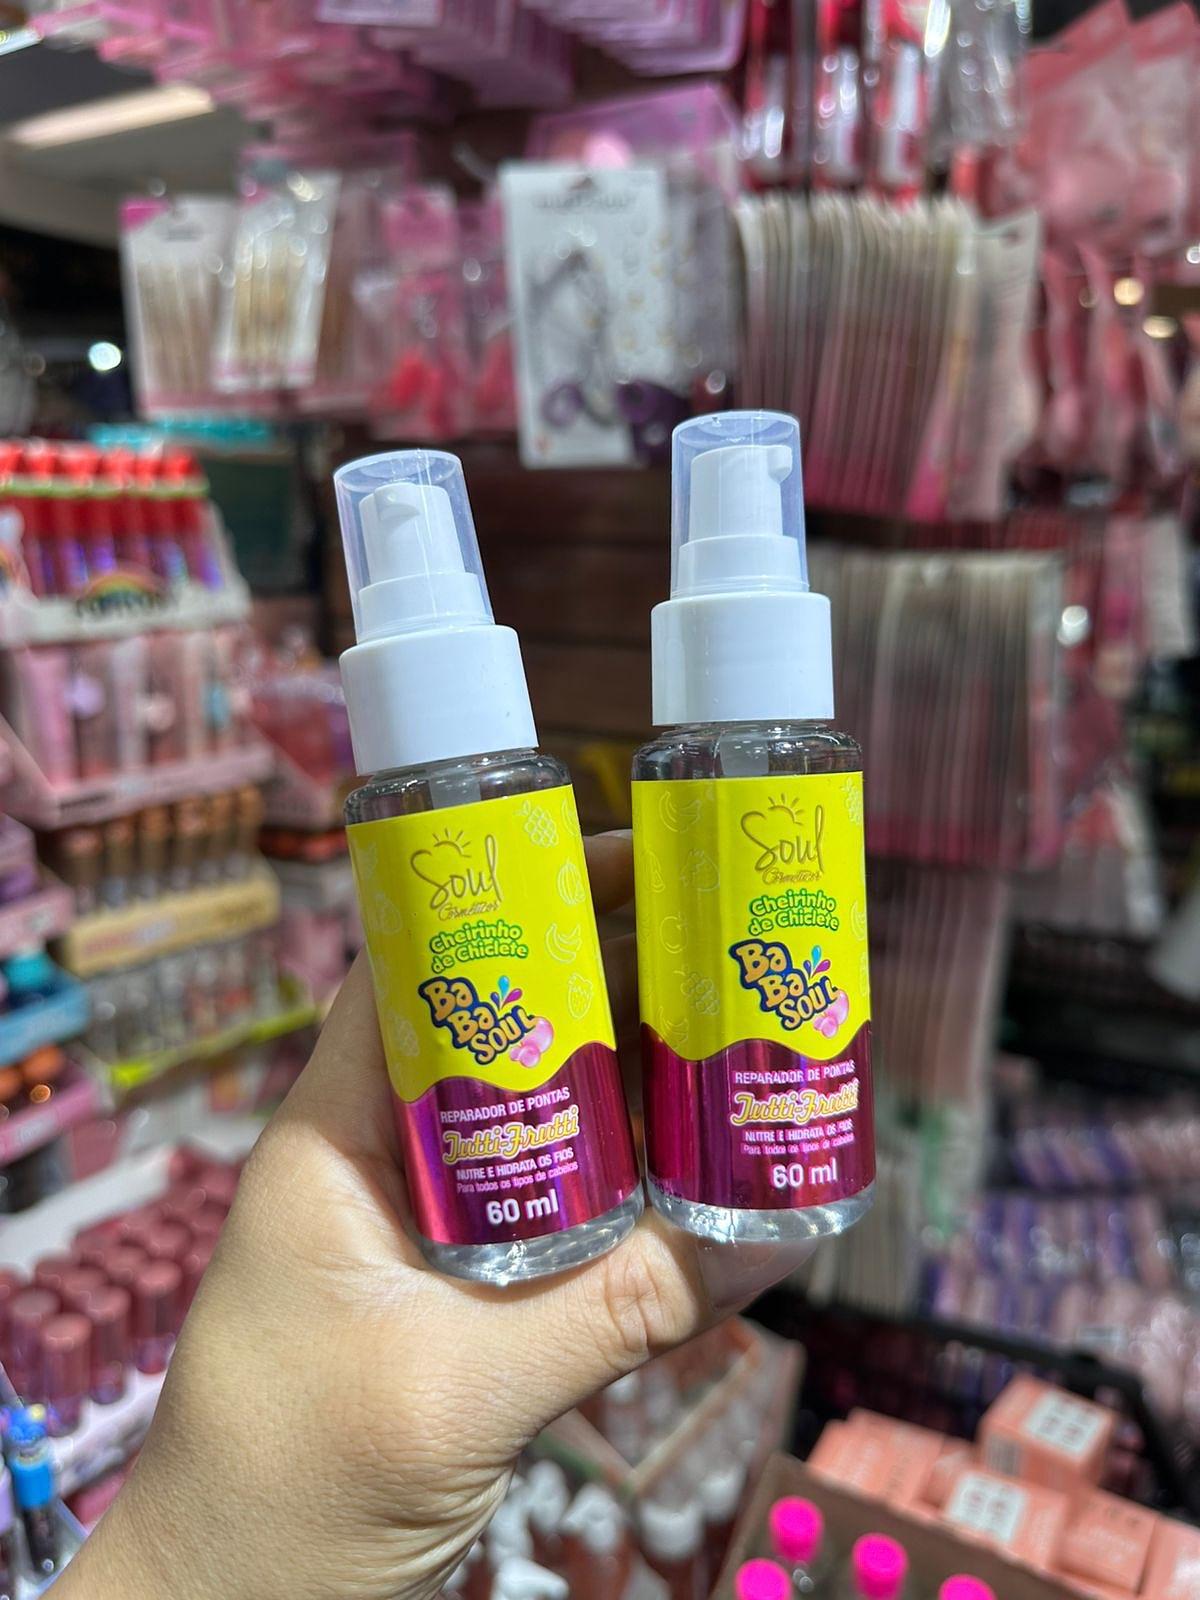 Soul
Cosméticos
Cheirinho
de Chiclete
Ba
Ba
SOUL
REPARADOR DE PONTAS
Tutti-Frutti
NUTRE E HIDRATA OS FIOS
Para todos os tipos de cabelos
60 ml
Soul
Cosméticos
Cheirinho
de Chiclete
Ba
Ba
SOUL
REPARADOR DE PONTAS
Tutti-Frutti
NUTRE E HIDRATA OS FIOS
Para todos os tipos de cabelos
60 ml